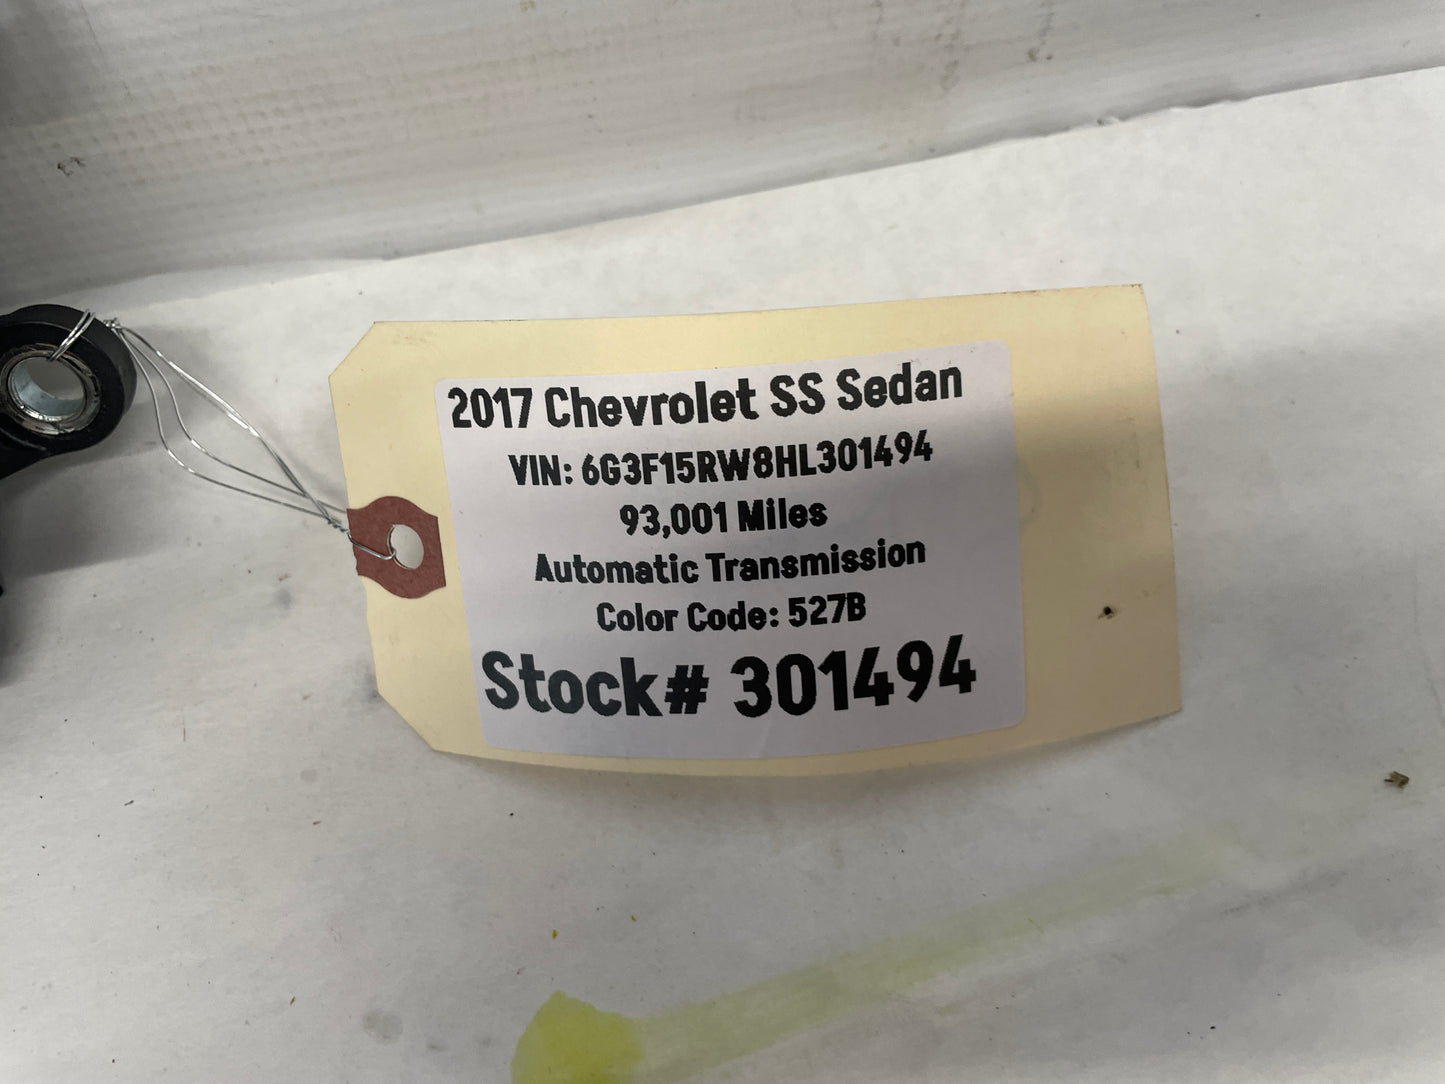 2017 Chevrolet SS Sedan
VIN: 6G3F15RW8HL301494
93,001 Miles
Automatic Transmission
Color Code: 527B
Stock# 301494